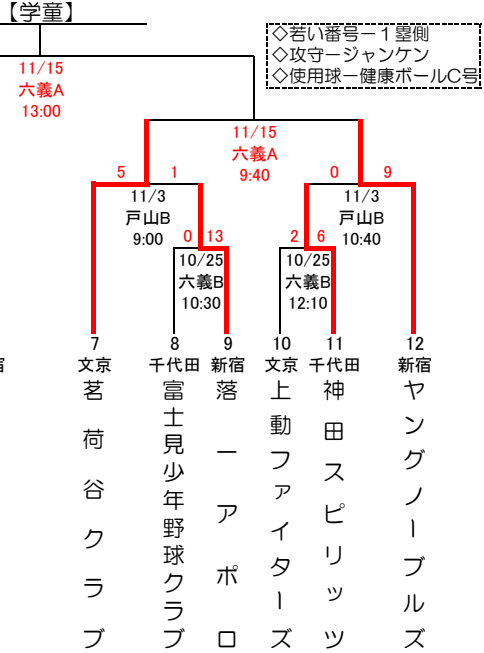 【学童】
◇若い番号－１塁側
◇攻守－ジャンケン
◇使用球－健康ボールC号
11/15
六義A
13:00
11/15
六義A
9:40
5 1
0 9
11/3
戸山B
9:00
11/3
戸山B
10:40
0 13
2 6
10/25
六義B
10:30
10/25
六義B
12:10
7 8 9 10 11 12
文京 千代田 新宿 文京 千代田 新宿
茗荷谷クラブ
富士見少年野球クラブ
落一アポロ
上動ファイターズ
神田スピリッツ
ヤングノーブルズ